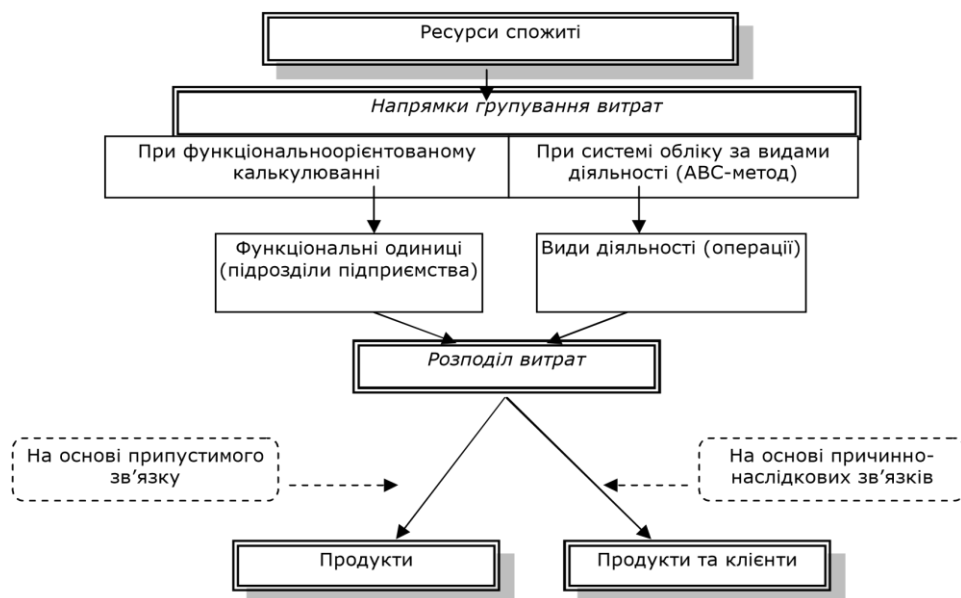 Ресурси спожиті
Напрямки групування витрат
При функціональноорієнтованому
калькулюванні
При системі обліку за видами
діяльності (АВС-метод)
Функціональні одиниці
(підрозділи підприємства)
Види діяльності (операції)
Розподіл витрат
На основі припустимого
зв’язку
На основі причинно-
наслідкових зв’язків
Продукти
Продукти та клієнти